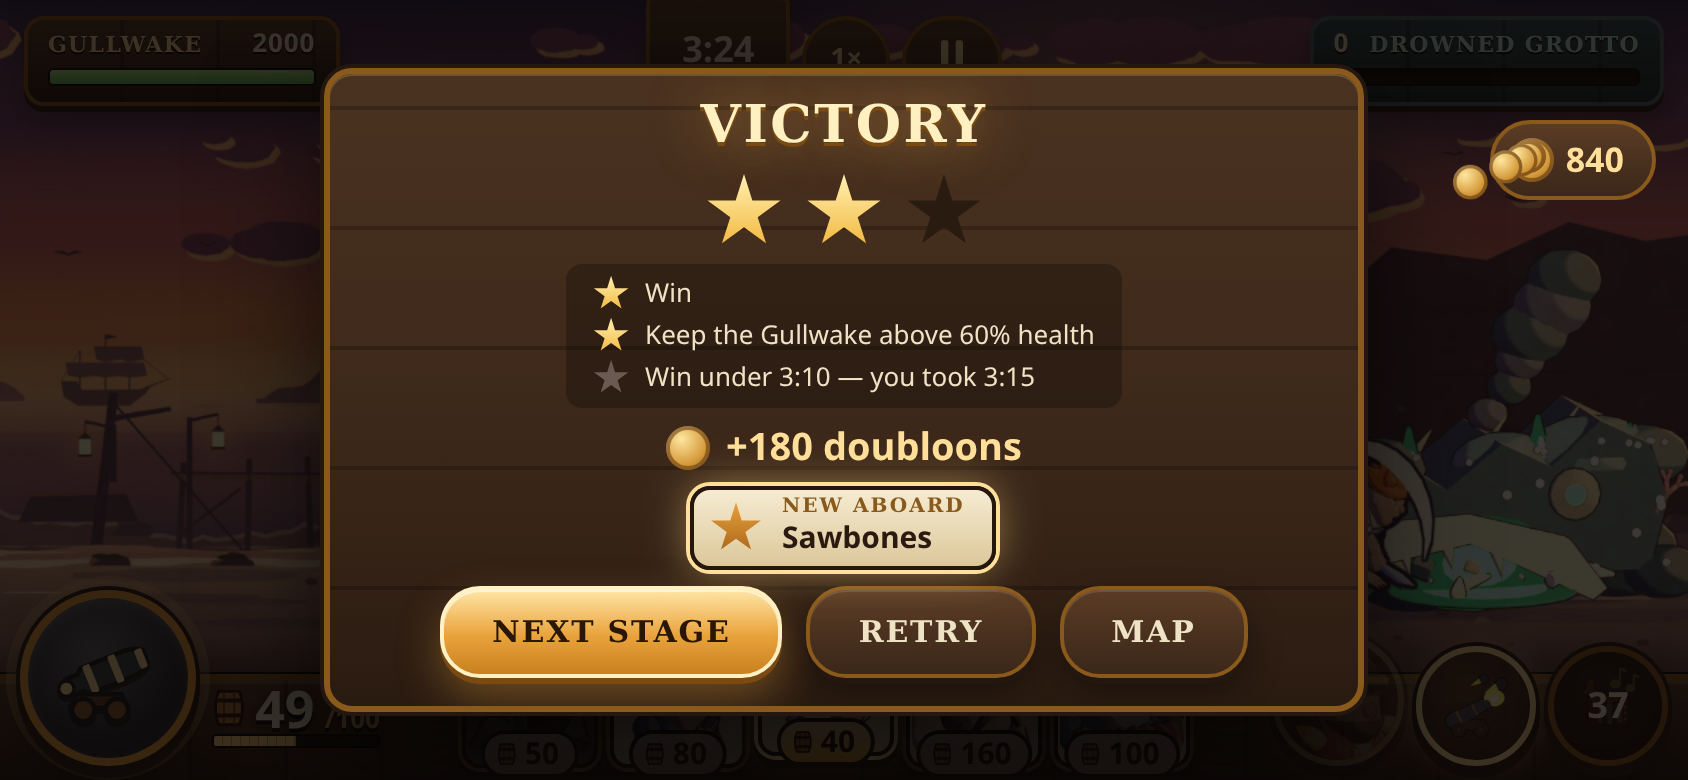 GULLWAKE 2000
3:24
1×
0 DROWNED GROTTO
VICTORY
840
Win
Keep the Gullwake above 60% health
Win under 3:10 — you took 3:15
+180 doubloons
NEW ABOARD
Sawbones
NEXT STAGE
RETRY
MAP
49 /100
50
80
40
160
100
37